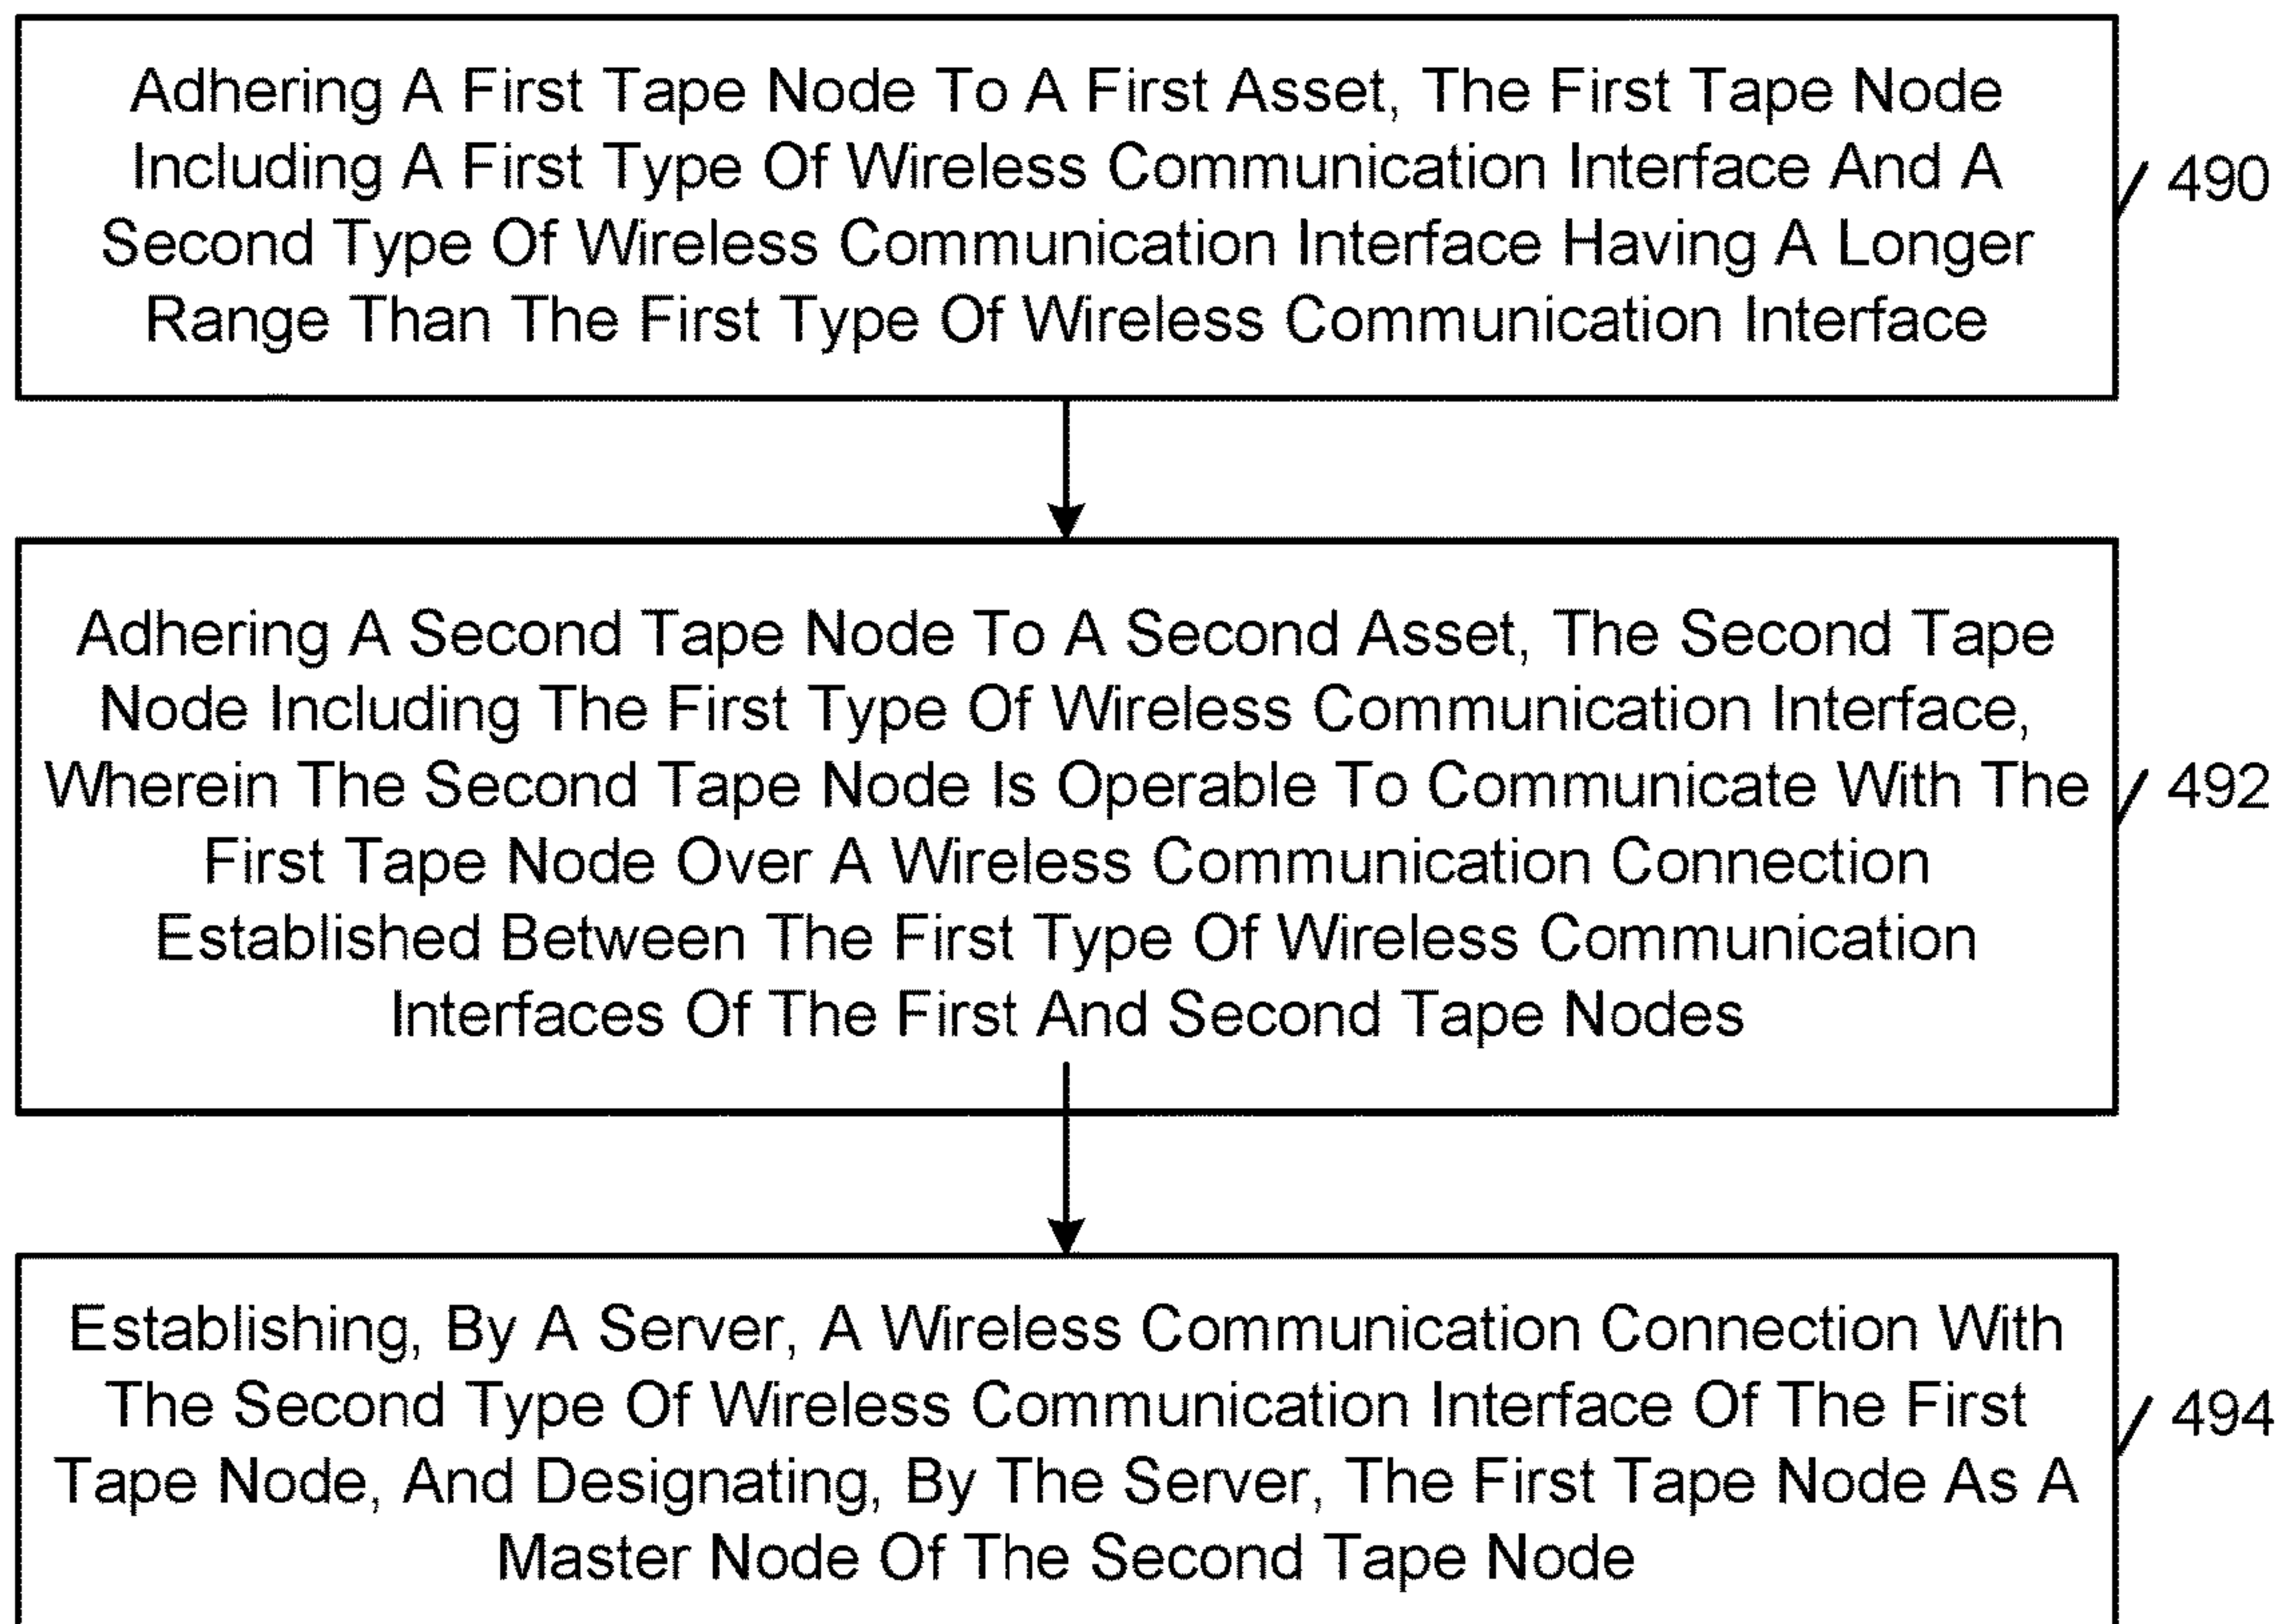 Adhering A First Tape Node To A First Asset, The First Tape Node
Including A First Type Of Wireless Communication Interface And A
Second Type Of Wireless Communication Interface Having A Longer
Range Than The First Type Of Wireless Communication Interface
490
Adhering A Second Tape Node To A Second Asset, The Second Tape
Node Including The First Type Of Wireless Communication Interface,
Wherein The Second Tape Node Is Operable To Communicate With The
First Tape Node Over A Wireless Communication Connection
Established Between The First Type Of Wireless Communication
Interfaces Of The First And Second Tape Nodes
492
Establishing, By A Server, A Wireless Communication Connection With
The Second Type Of Wireless Communication Interface Of The First
Tape Node, And Designating, By The Server, The First Tape Node As A
Master Node Of The Second Tape Node
494